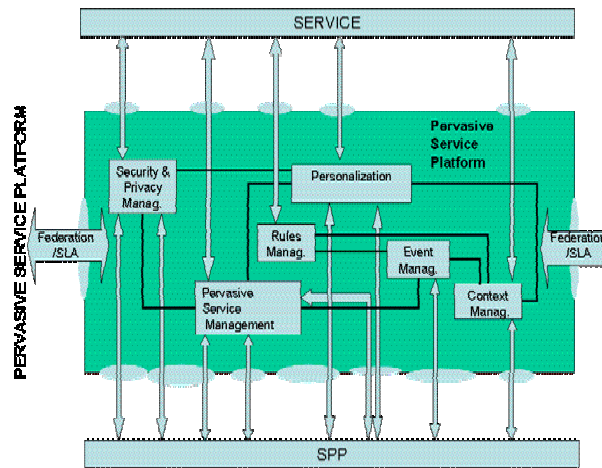 SERVICE
PERVASIVE SERVICE PLATFORM
Pervasive
Service
Platform
Security &
Privacy
Manag.
Personalization
Federation
/SLA
Rules
Manag.
Event
Manag.
Federation
/SLA
Pervasive
Service
Management
Context
Manag.
SPP